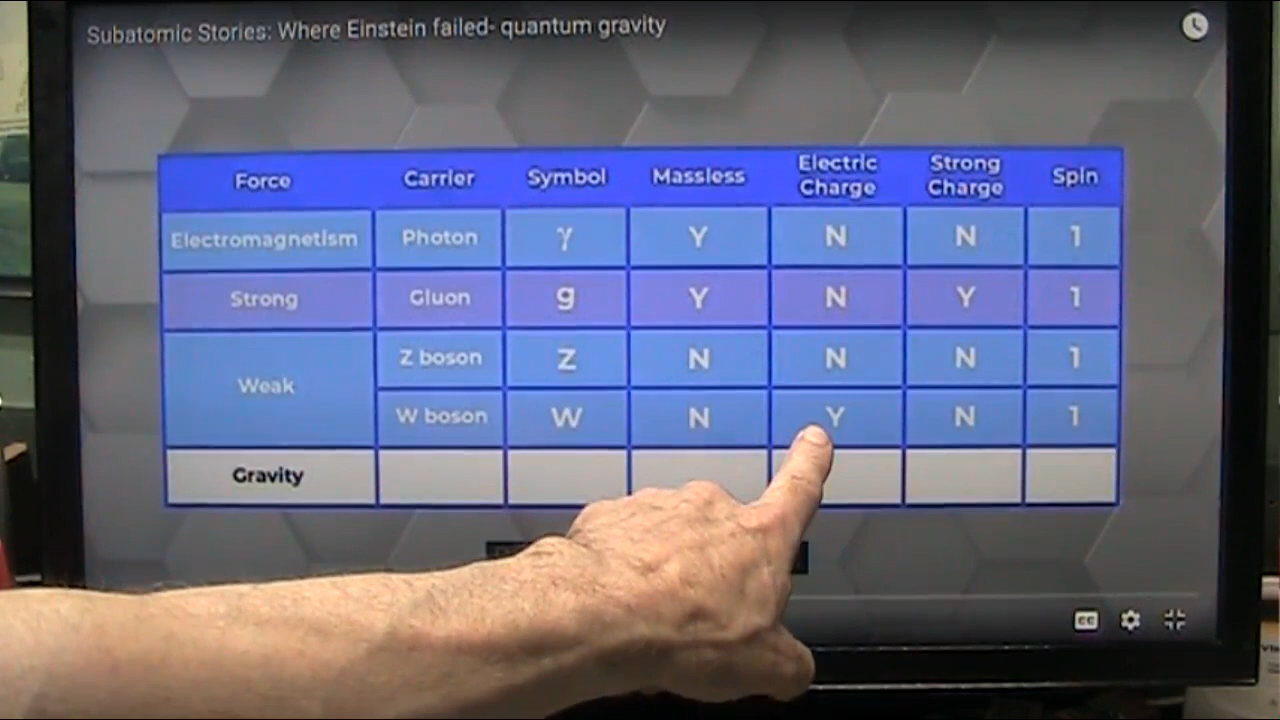 Subatomic Stories: Where Einstein failed- quantum gravity
Force Carrier Symbol Massless Electric Charge Strong Charge Spin
Electromagnetism Photon γ Y N N 1
Strong Gluon g Y N Y 1
Weak
Z boson Z N N N 1
W boson W N Y N 1
Gravity
CC